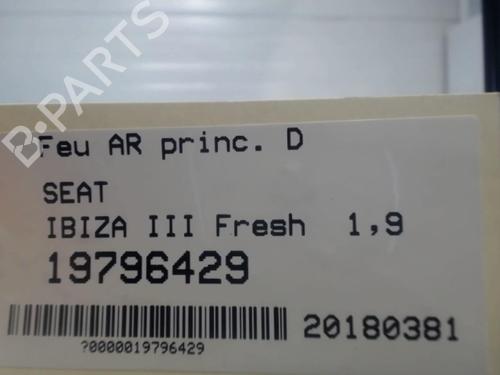 B-PARTS
Feu AR princ. D
SEAT
IBIZA III Fresh 1,9
19796429
20180381
?0000019796429